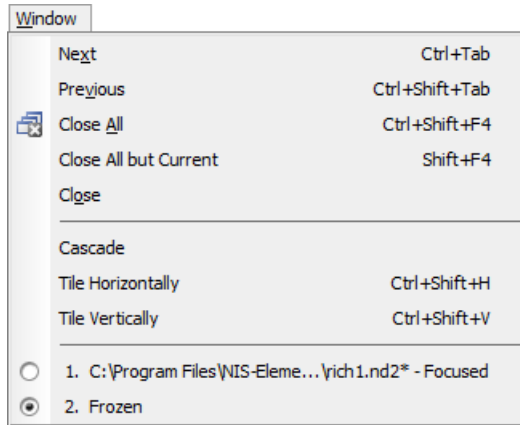 Window
Next Ctrl+Tab
Previous Ctrl+Shift+Tab
Close All Ctrl+Shift+F4
Close All but Current Shift+F4
Close
Cascade
Tile Horizontally Ctrl+Shift+H
Tile Vertically Ctrl+Shift+V
1. C:\Program Files\NIS-Eleme...\rich1.nd2* - Focused
2. Frozen